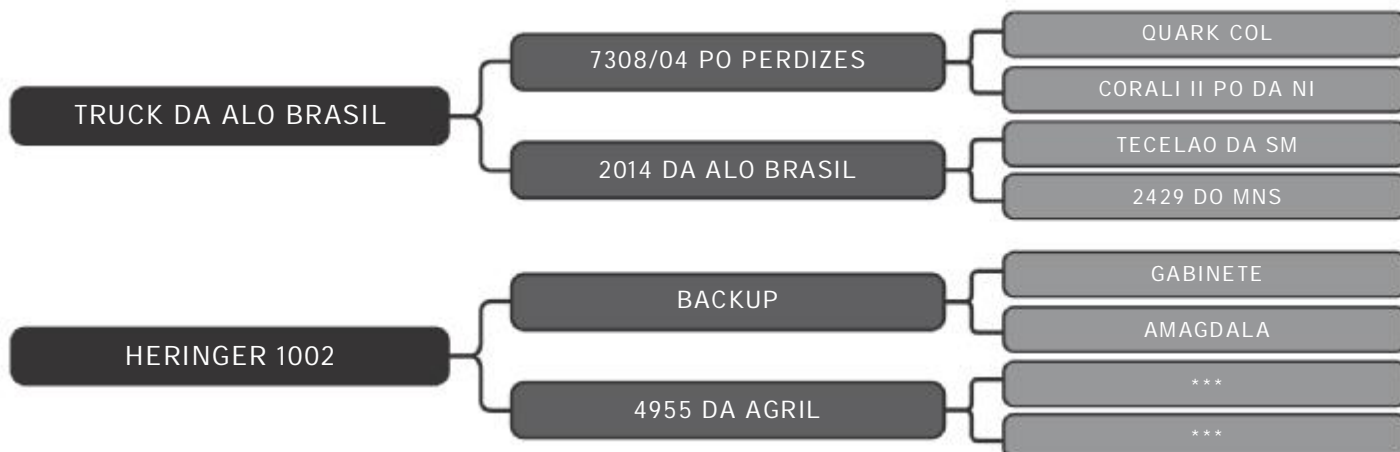 TRUCK DA ALO BRASIL
7308/04 PO PERDIZES
QUARK COL
CORALI II PO DA NI
2014 DA ALO BRASIL
TECELAO DA SM
2429 DO MNS
HERINGER 1002
BACKUP
GABINETE
AMAGDALA
4955 DA AGRIL
***
***